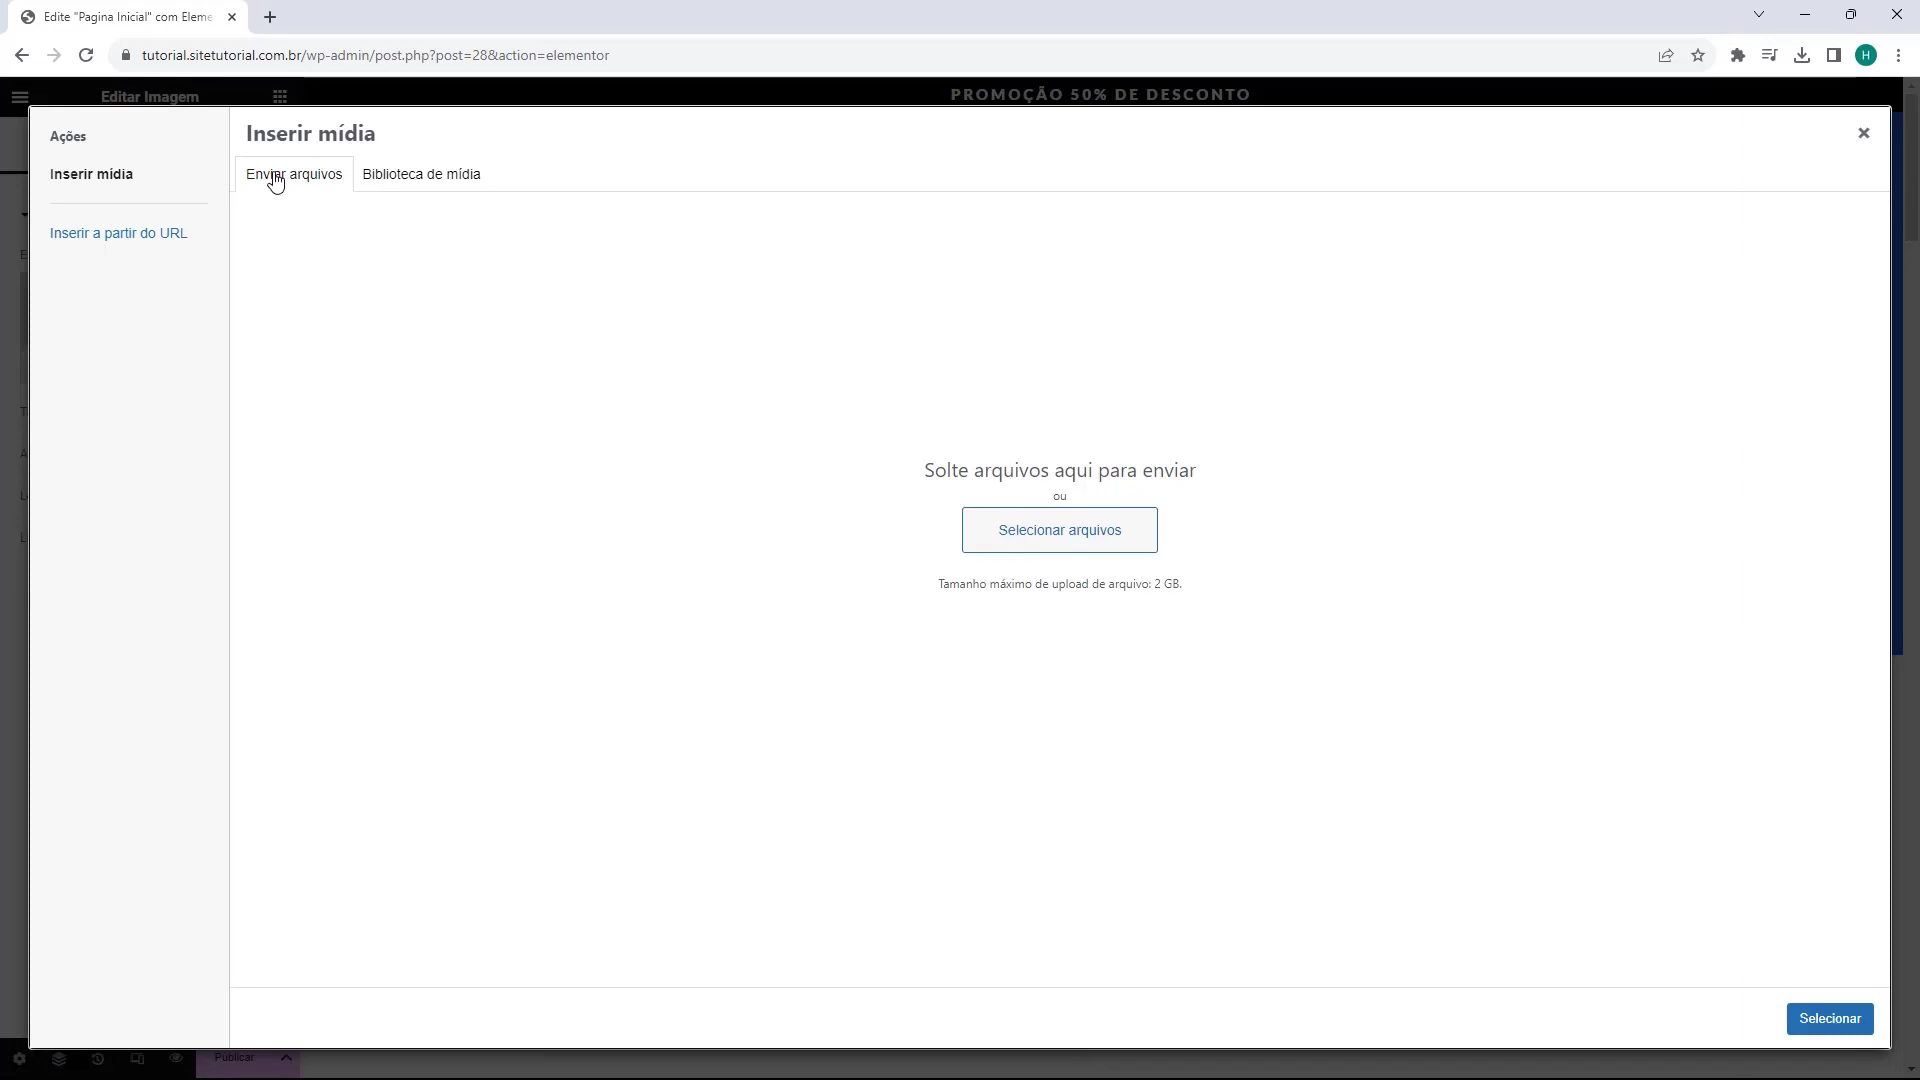 Edite "Pagina Inicial" com Eleme
tutorial.sitetutorial.com.br/wp-admin/post.php?post=28&action=elementor
H
Editar Imagem
PROMOÇÃO 50% DE DESCONTO
Ações
Inserir mídia
Inserir a partir do URL
Inserir mídia
Enviar arquivos
Biblioteca de mídia
Solte arquivos aqui para enviar
ou
Selecionar arquivos
Tamanho máximo de upload de arquivo: 2 GB.
Selecionar
Publicar